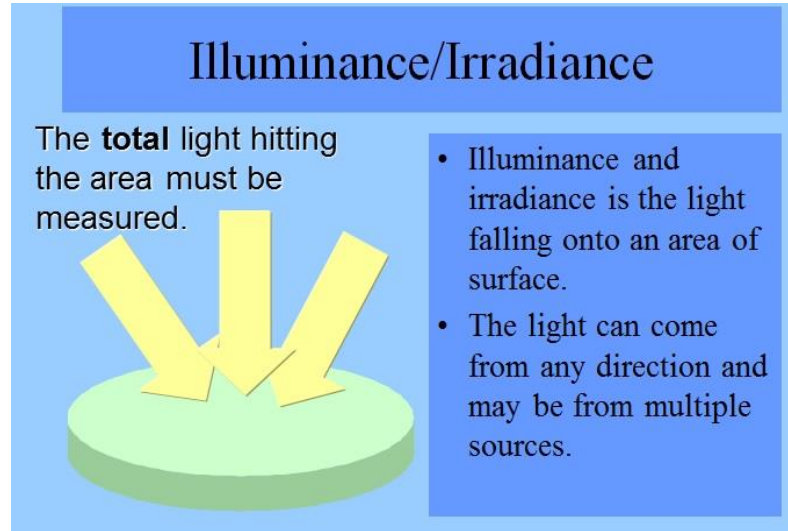 Illuminance/Irradiance
The total light hitting
the area must be
measured.
• Illuminance and
irradiance is the light
falling onto an area of
surface.
• The light can come
from any direction and
may be from multiple
sources.